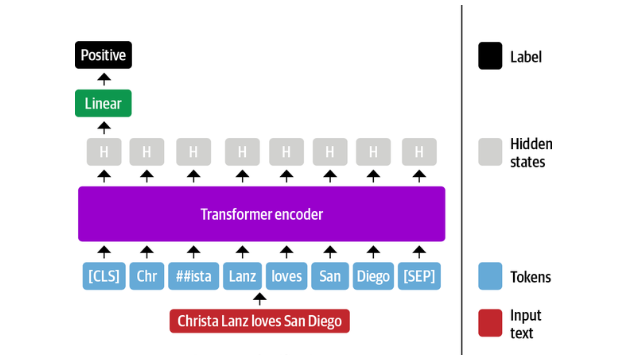 Positive
Linear
H H H H H H H H
Transformer encoder
[CLS] Chr ##ista Lanz loves San Diego [SEP]
Christa Lanz loves San Diego
Label
Hidden
states
Tokens
Input
text